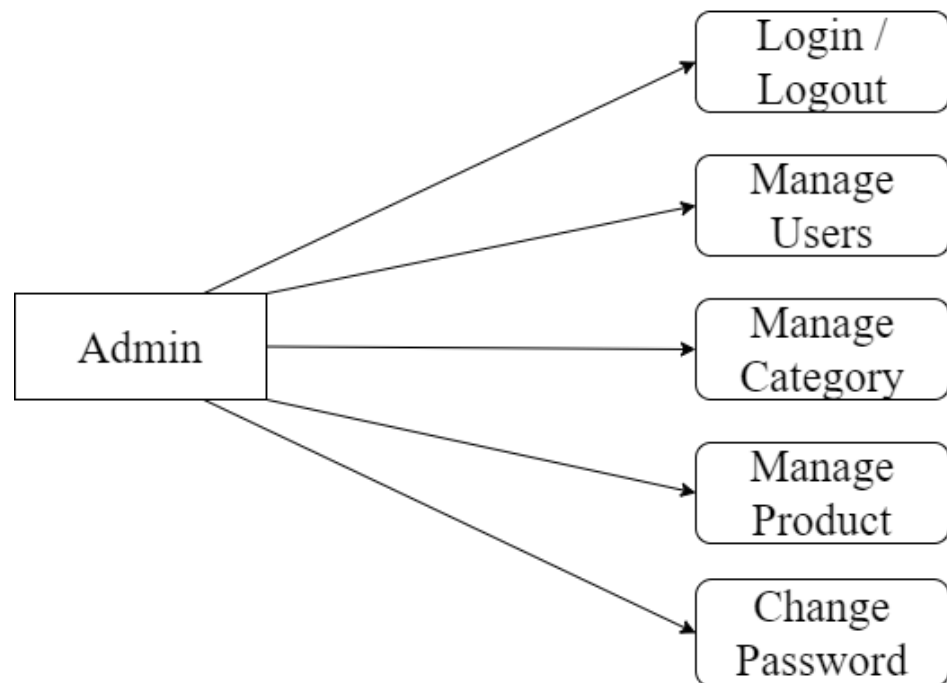 Login /
Logout
Manage
Users
Admin
Manage
Category
Manage
Product
Change
Password